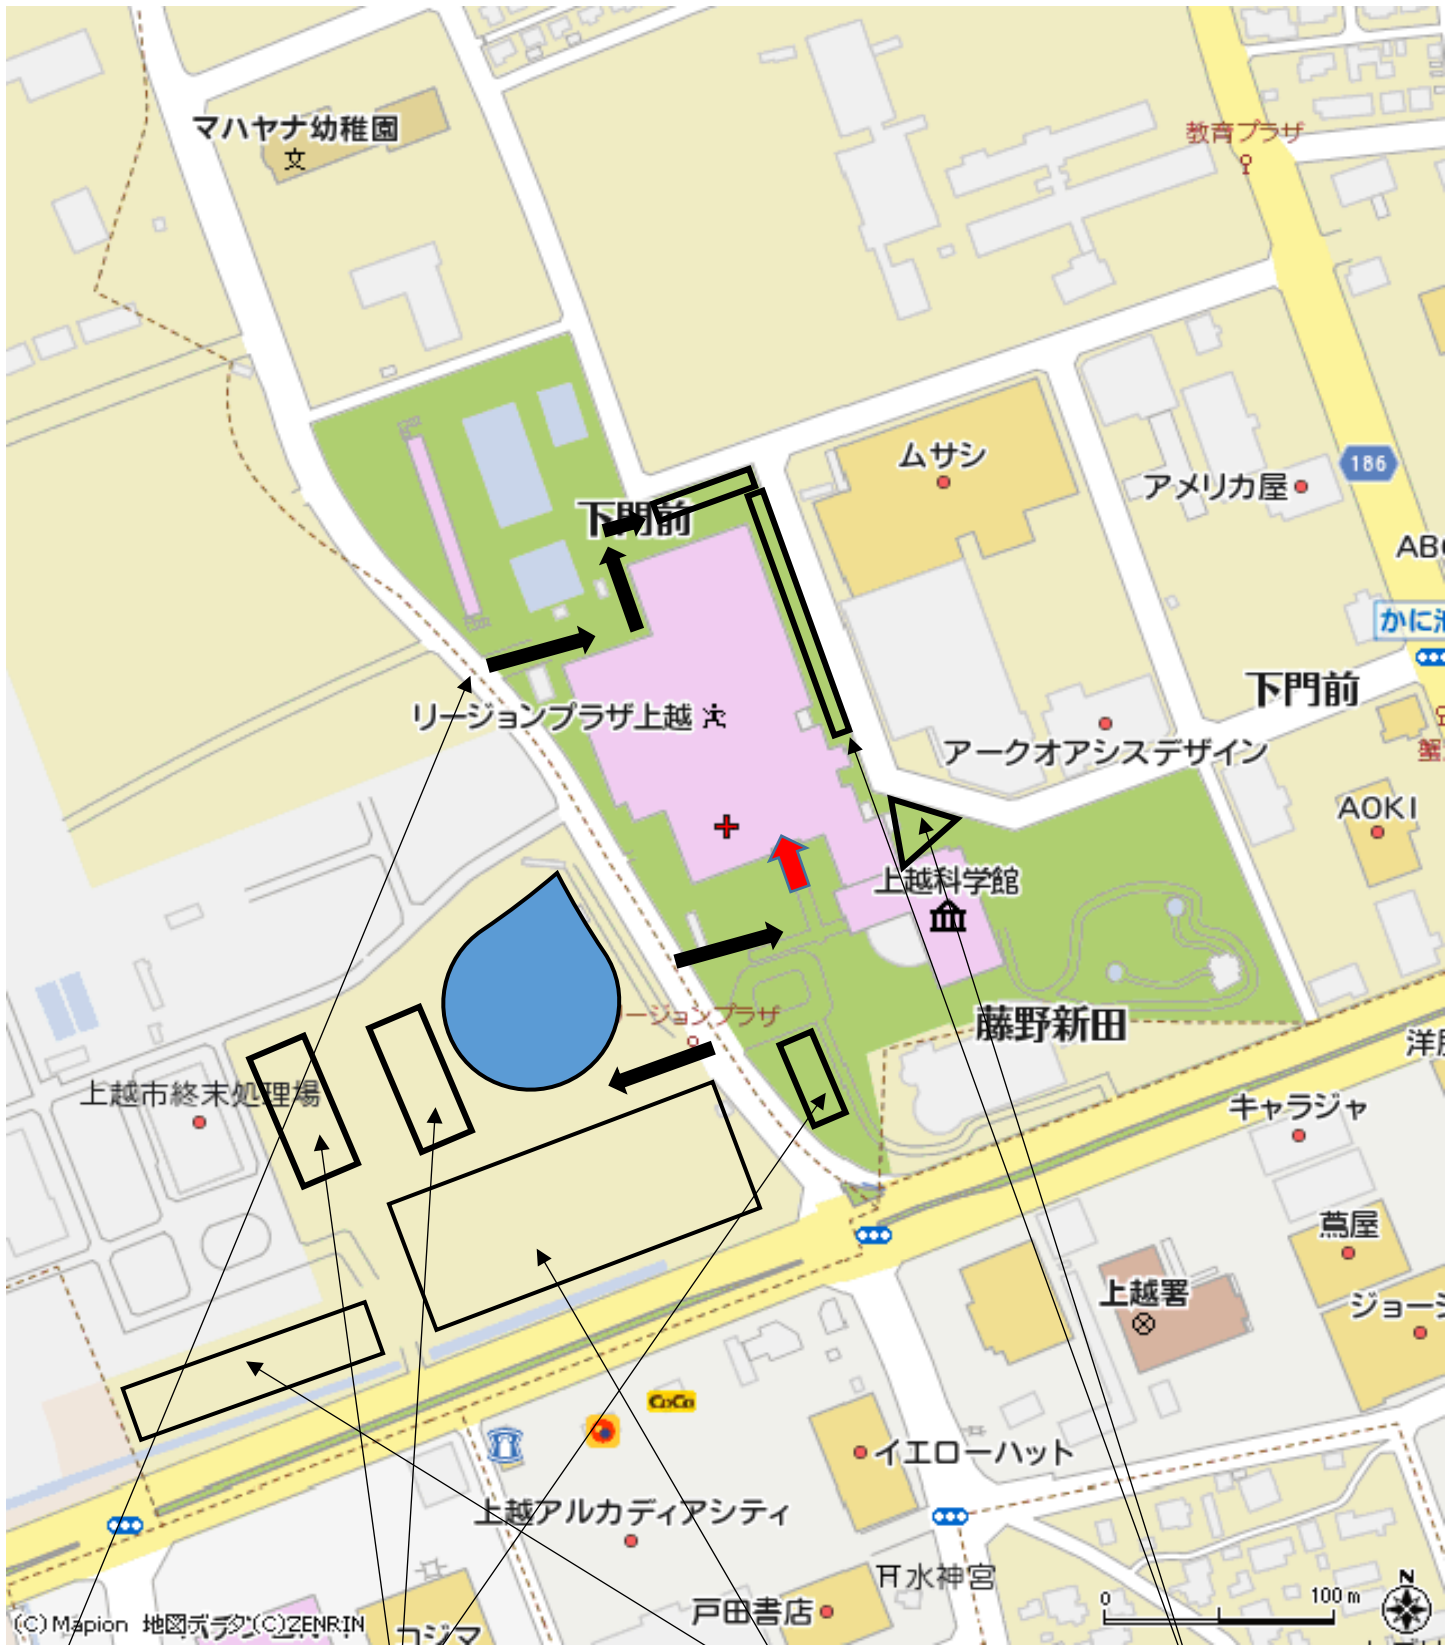 マハヤナ幼稚園
文
教育プラザ
ムサシ
186
アメリカ屋
下門前
リージョンプラザ上越
下門前
アークオアシスデザイン
AOKI
上越科学館
ージョンプラザ
藤野新田
上越市終末処理場
キャラジャ
蔦屋
上越署
CoCo
イエローハット
上越アルカディアシティ
水神宮
戸田書店
0 100m
N
(C)Mapion 地図データ(C)ZENRIN
コジマ